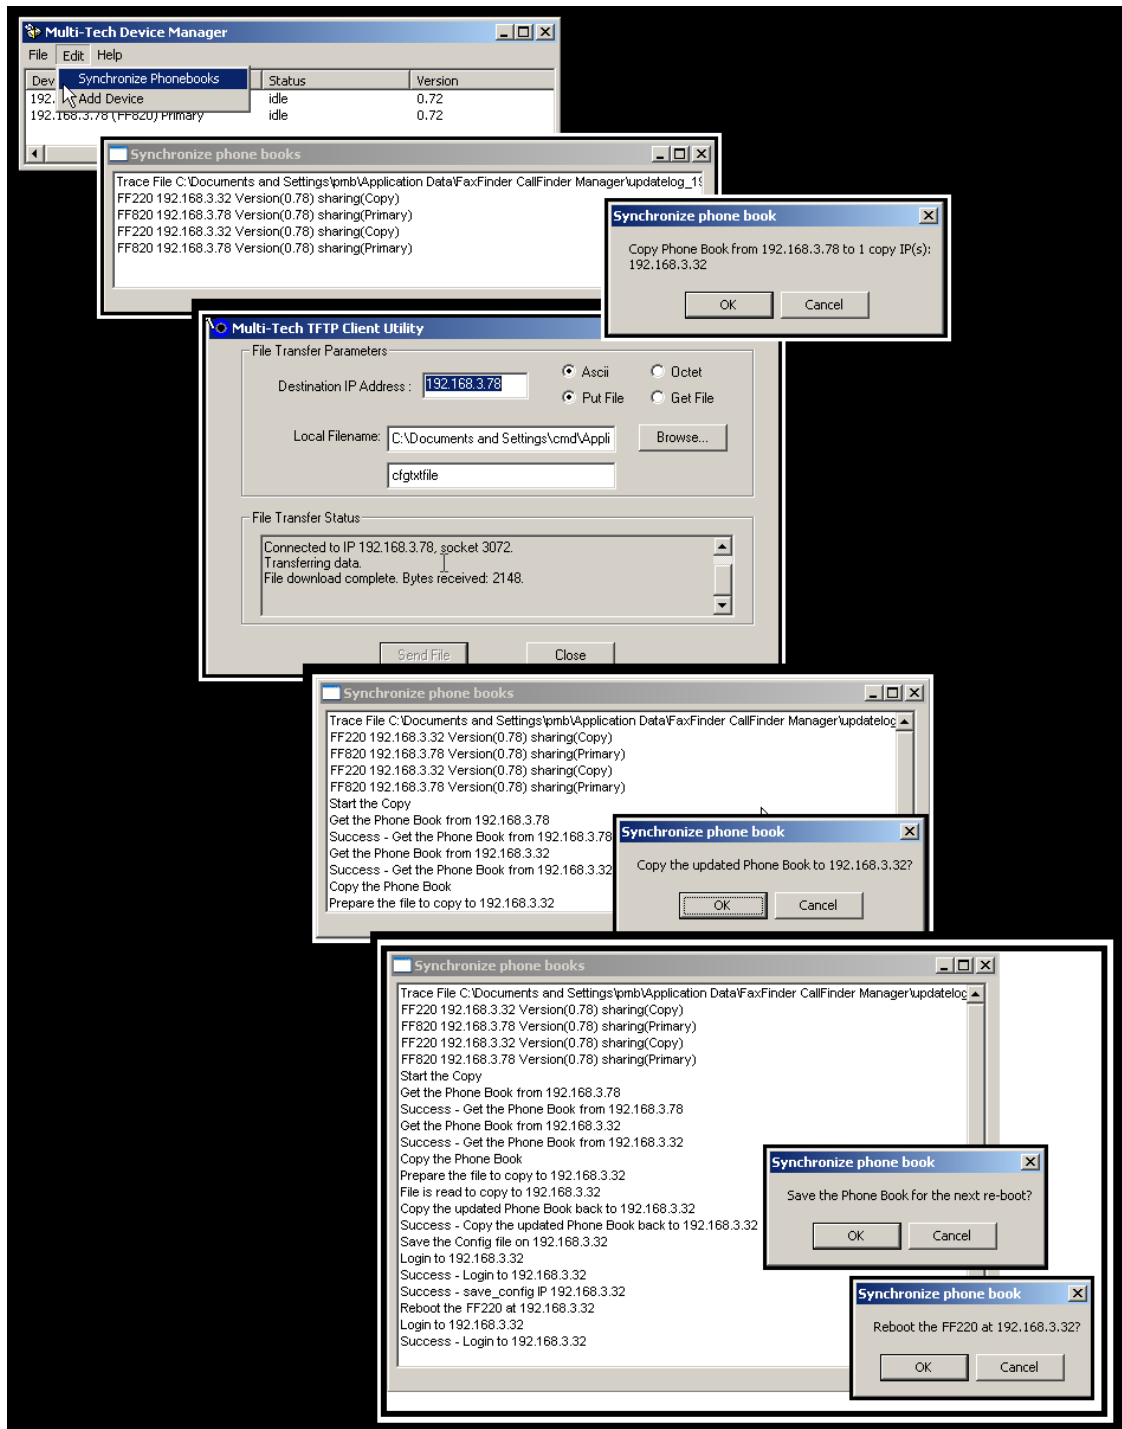 Multi-Tech Device Manager
File Edit Help
Dev Status Version
Synchronize Phonebooks
192. idle 0.72
Add Device
192.168.3.78 (FF820) Primary idle 0.72
Synchronize phone books
Trace File C:\Documents and Settings\pmb\Application Data\FaxFinder CallFinder Manager\updatelog_19
FF220 192.168.3.32 Version(0.78) sharing(Copy)
FF820 192.168.3.78 Version(0.78) sharing(Primary)
FF220 192.168.3.32 Version(0.78) sharing(Copy)
FF820 192.168.3.78 Version(0.78) sharing(Primary)
Synchronize phone book
Copy Phone Book from 192.168.3.78 to 1 copy IP(s):
192.168.3.32
OK Cancel
Multi-Tech TFTP Client Utility
File Transfer Parameters
Destination IP Address : 192.168.3.78
Ascii Octet
Put File Get File
Local Filename: C:\Documents and Settings\cmd\Appli
Browse...
cfgtxtfile
File Transfer Status
Connected to IP 192.168.3.78, socket 3072.
Transferring data.
File download complete. Bytes received: 2148.
Send File Close
Synchronize phone books
Trace File C:\Documents and Settings\pmb\Application Data\FaxFinder CallFinder Manager\updatelog
FF220 192.168.3.32 Version(0.78) sharing(Copy)
FF820 192.168.3.78 Version(0.78) sharing(Primary)
FF220 192.168.3.32 Version(0.78) sharing(Copy)
FF820 192.168.3.78 Version(0.78) sharing(Primary)
Start the Copy
Get the Phone Book from 192.168.3.78
Success - Get the Phone Book from 192.168.3.78
Get the Phone Book from 192.168.3.32
Success - Get the Phone Book from 192.168.3.32
Copy the Phone Book
Prepare the file to copy to 192.168.3.32
Synchronize phone book
Copy the updated Phone Book to 192.168.3.32?
OK Cancel
Synchronize phone books
Trace File C:\Documents and Settings\pmb\Application Data\FaxFinder CallFinder Manager\updatelog
FF220 192.168.3.32 Version(0.78) sharing(Copy)
FF820 192.168.3.78 Version(0.78) sharing(Primary)
FF220 192.168.3.32 Version(0.78) sharing(Copy)
FF820 192.168.3.78 Version(0.78) sharing(Primary)
Start the Copy
Get the Phone Book from 192.168.3.78
Success - Get the Phone Book from 192.168.3.78
Get the Phone Book from 192.168.3.32
Success - Get the Phone Book from 192.168.3.32
Copy the Phone Book
Prepare the file to copy to 192.168.3.32
File is read to copy to 192.168.3.32
Copy the updated Phone Book back to 192.168.3.32
Success - Copy the updated Phone Book back to 192.168.3.32
Save the Config file on 192.168.3.32
Login to 192.168.3.32
Success - Login to 192.168.3.32
Success - save_config IP 192.168.3.32
Reboot the FF220 at 192.168.3.32
Login to 192.168.3.32
Success - Login to 192.168.3.32
Synchronize phone book
Save the Phone Book for the next re-boot?
OK Cancel
Synchronize phone book
Reboot the FF220 at 192.168.3.32?
OK Cancel